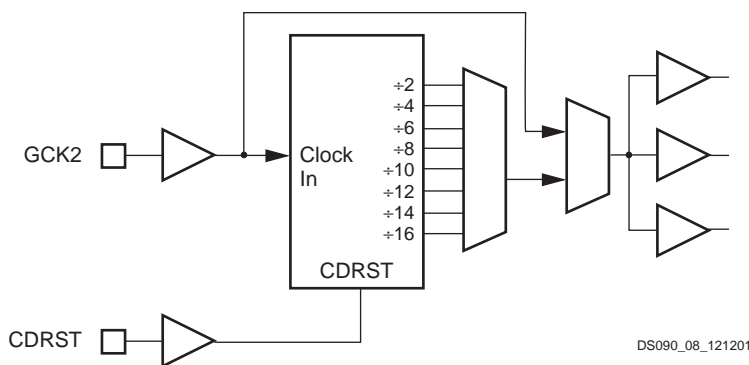 GCK2
Clock
In
÷2
÷4
÷6
÷8
÷10
÷12
÷14
÷16
CDRST
CDRST
DS090_08_121201